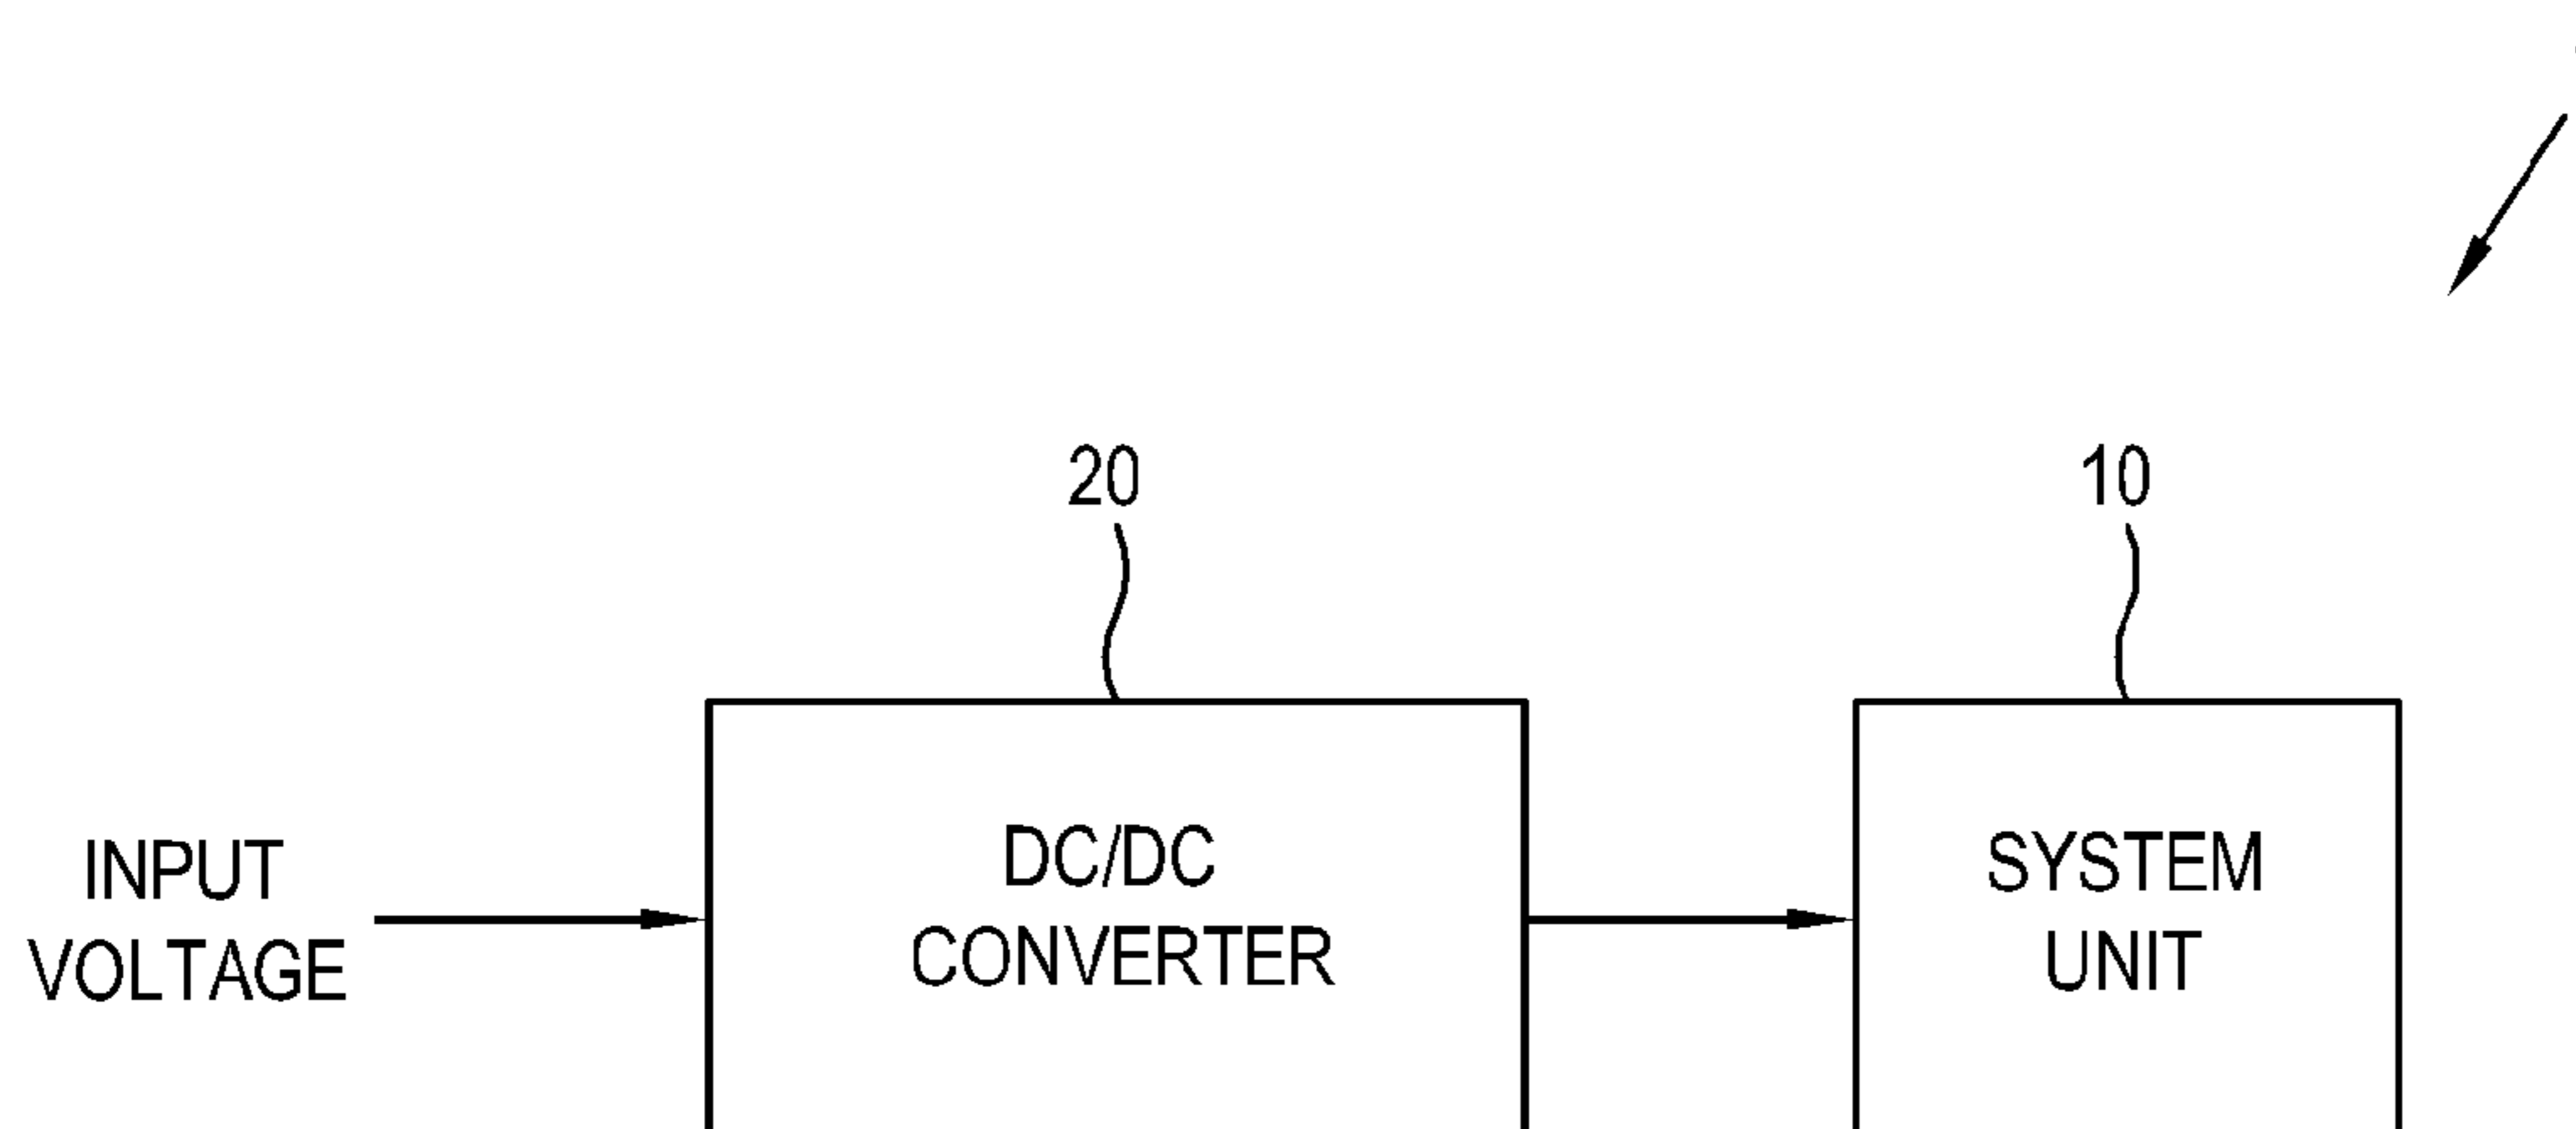 20
10
INPUT
VOLTAGE
DC/DC
CONVERTER
SYSTEM
UNIT